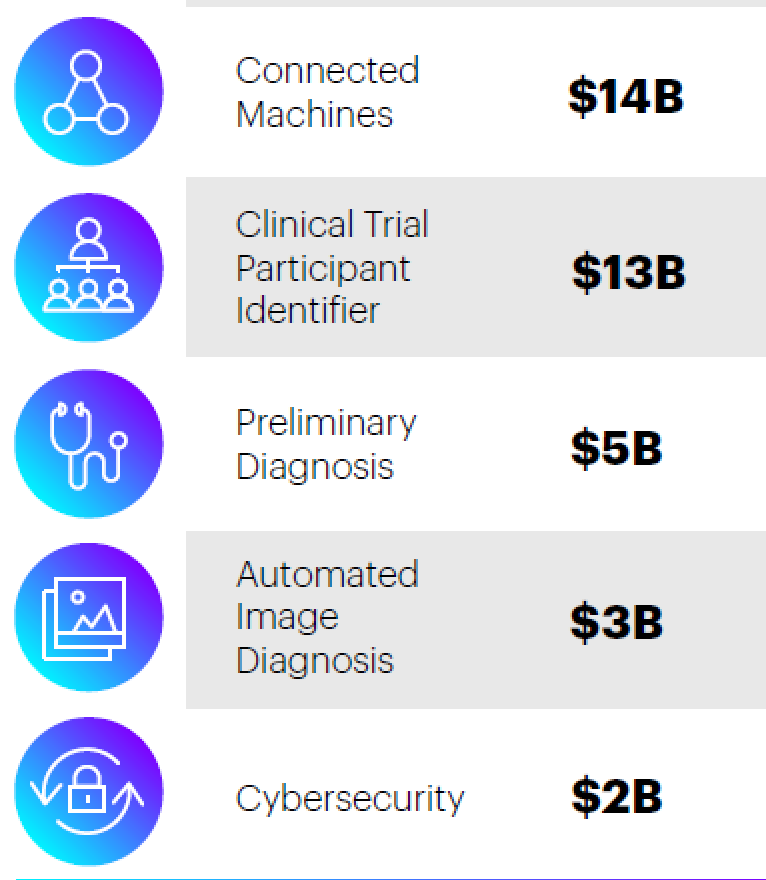 Connected
Machines
$14B
Clinical Trial
Participant
Identifier
$13B
Preliminary
Diagnosis
$5B
Automated
Image
Diagnosis
$3B
Cybersecurity
$2B